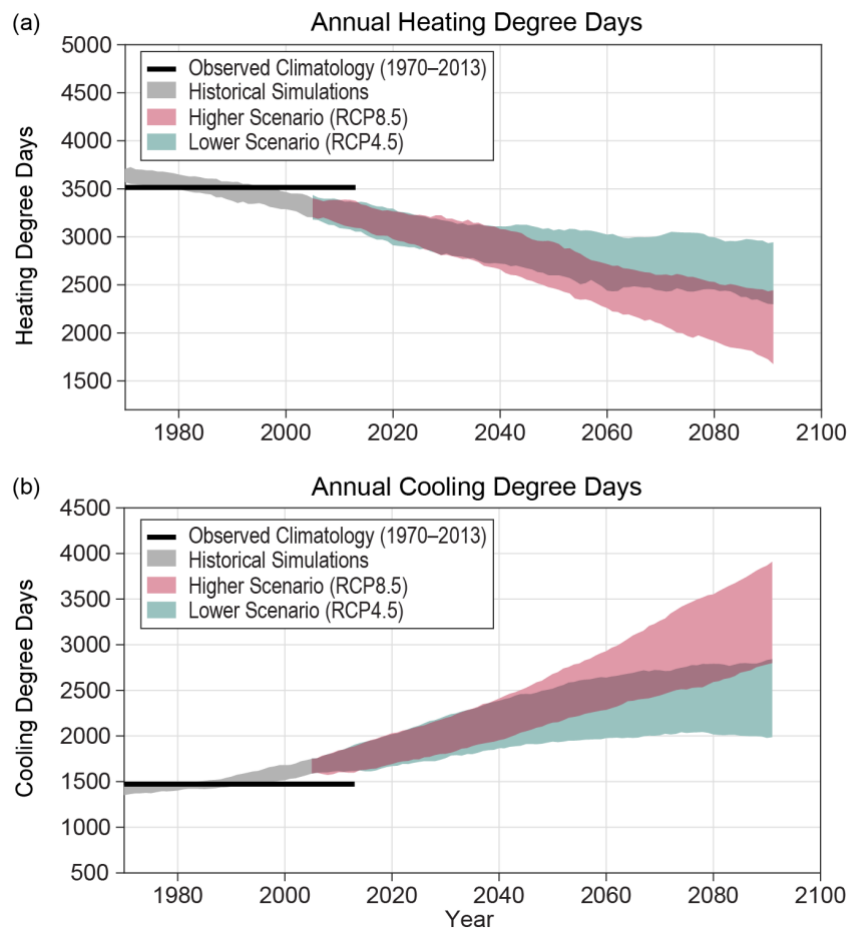 (a)
Annual Heating Degree Days
5000
4500
4000
3500
3000
2500
2000
1500
Heating Degree Days
Observed Climatology (1970–2013)
Historical Simulations
Higher Scenario (RCP8.5)
Lower Scenario (RCP4.5)
1980 2000 2020 2040 2060 2080 2100
(b)
Annual Cooling Degree Days
4500
4000
3500
3000
2500
2000
1500
1000
500
Cooling Degree Days
Observed Climatology (1970–2013)
Historical Simulations
Higher Scenario (RCP8.5)
Lower Scenario (RCP4.5)
1980 2000 2020 2040 2060 2080 2100
Year